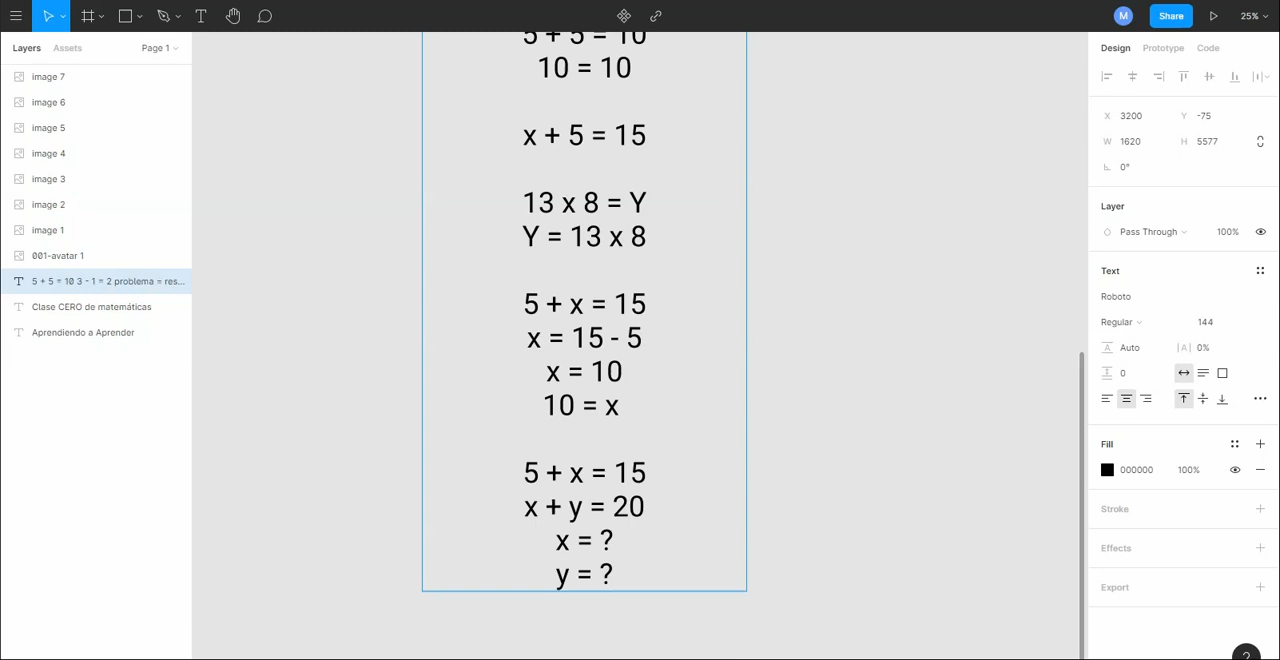 M
Share
25%
Layers
Assets
Page 1
image 7
image 6
image 5
image 4
image 3
image 2
image 1
001-avatar 1
5 + 5 = 10 3 - 1 = 2 problema = res...
Clase CERO de matemáticas
Aprendiendo a Aprender
5 + 5 = 10
10 = 10
x + 5 = 15
13 x 8 = Y
Y = 13 x 8
5 + x = 15
x = 15 - 5
x = 10
10 = x
5 + x = 15
x + y = 20
x = ?
y = ?
Design
Prototype
Code
X 3200 Y -75
W 1620 H 5577
0°
Layer
Pass Through 100%
Text
Roboto
Regular 144
A Auto |A| 0%
0
Fill
000000 100%
Stroke
Effects
Export
?